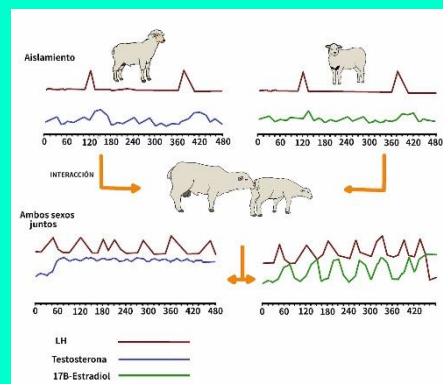 Aislamiento
0 60 120 180 240 300 360 420 480
0 60 120 180 240 300 360 420 480
INTERACCIÓN
Ambos sexos
juntos
0 60 120 180 240 300 360 420 480
0 60 120 180 240 300 360 420
LH
Testosterona
17B-Estradiol